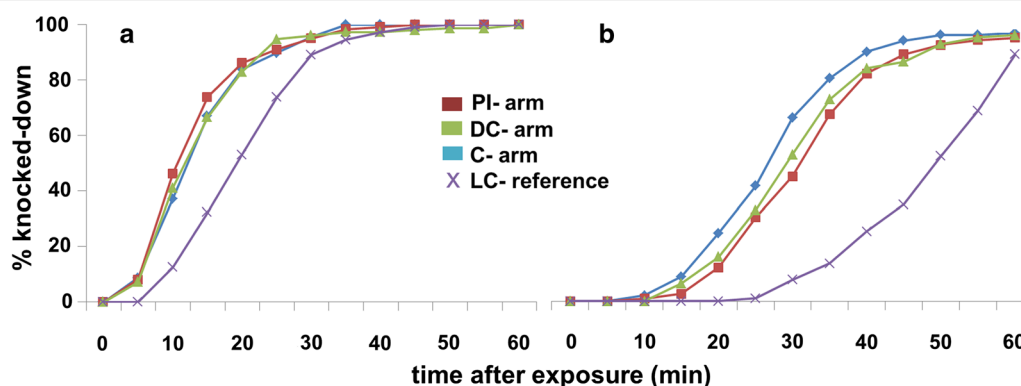 a
b
% knocked-down
100
80
60
40
20
0
PI- arm
DC- arm
C- arm
LC- reference
0 10 20 30 40 50 60
0 10 20 30 40 50 60
time after exposure (min)